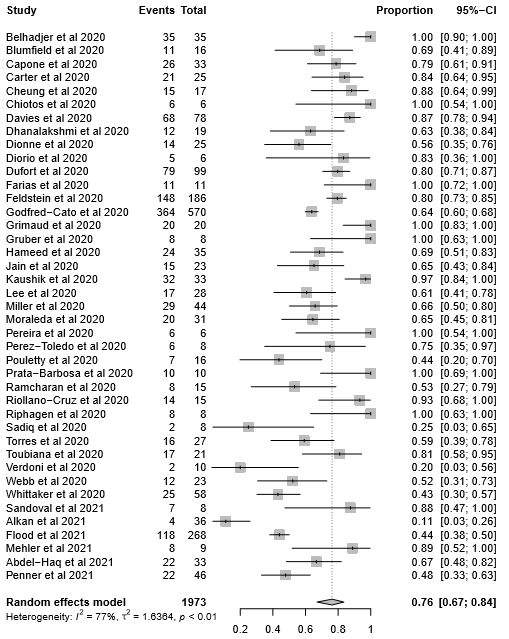 Study Events Total Proportion 95%−CI
Belhadjer et al 2020 35 35 1.00 [0.90; 1.00]
Blumfield et al 2020 11 16 0.69 [0.41; 0.89]
Capone et al 2020 26 33 0.79 [0.61; 0.91]
Carter et al 2020 21 25 0.84 [0.64; 0.95]
Cheung et al 2020 15 17 0.88 [0.64; 0.99]
Chiotos et al 2020 6 6 1.00 [0.54; 1.00]
Davies et al 2020 68 78 0.87 [0.78; 0.94]
Dhanalakshmi et al 2020 12 19 0.63 [0.38; 0.84]
Dionne et al 2020 14 25 0.56 [0.35; 0.76]
Diorio et al 2020 5 6 0.83 [0.36; 1.00]
Dufort et al 2020 79 99 0.80 [0.71; 0.87]
Farias et al 2020 11 11 1.00 [0.72; 1.00]
Feldstein et al 2020 148 186 0.80 [0.73; 0.85]
Godfred−Cato et al 2020 364 570 0.64 [0.60; 0.68]
Grimaud et al 2020 20 20 1.00 [0.83; 1.00]
Gruber et al 2020 8 8 1.00 [0.63; 1.00]
Hameed et al 2020 24 35 0.69 [0.51; 0.83]
Jain et al 2020 15 23 0.65 [0.43; 0.84]
Kaushik et al 2020 32 33 0.97 [0.84; 1.00]
Lee et al 2020 17 28 0.61 [0.41; 0.78]
Miller et al 2020 29 44 0.66 [0.50; 0.80]
Moraleda et al 2020 20 31 0.65 [0.45; 0.81]
Pereira et al 2020 6 6 1.00 [0.54; 1.00]
Perez−Toledo et al 2020 6 8 0.75 [0.35; 0.97]
Pouletty et al 2020 7 16 0.44 [0.20; 0.70]
Prata−Barbosa et al 2020 10 10 1.00 [0.69; 1.00]
Ramcharan et al 2020 8 15 0.53 [0.27; 0.79]
Riollano−Cruz et al 2020 14 15 0.93 [0.68; 1.00]
Riphagen et al 2020 8 8 1.00 [0.63; 1.00]
Sadiq et al 2020 2 8 0.25 [0.03; 0.65]
Torres et al 2020 16 27 0.59 [0.39; 0.78]
Toubiana et al 2020 17 21 0.81 [0.58; 0.95]
Verdoni et al 2020 2 10 0.20 [0.03; 0.56]
Webb et al 2020 12 23 0.52 [0.31; 0.73]
Whittaker et al 2020 25 58 0.43 [0.30; 0.57]
Sandoval et al 2021 7 8 0.88 [0.47; 1.00]
Alkan et al 2021 4 36 0.11 [0.03; 0.26]
Flood et al 2021 118 268 0.44 [0.38; 0.50]
Mehler et al 2021 8 9 0.89 [0.52; 1.00]
Abdel−Haq et al 2021 22 33 0.67 [0.48; 0.82]
Penner et al 2021 22 46 0.48 [0.33; 0.63]
Random effects model 1973 0.76 [0.67; 0.84]
Heterogeneity: I² = 77%, τ² = 1.6364, p < 0.01
0.2 0.4 0.6 0.8 1